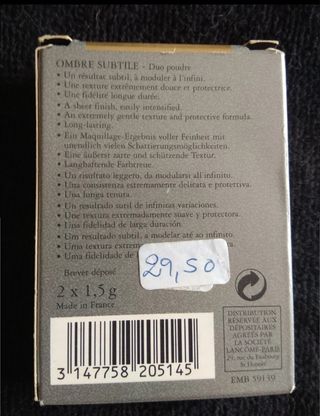 OMBRE SUBTILE - Duo poudre
• Un résultat subtil, à moduler à l'infini.
• Une texture extrêmement douce et protectrice.
• Une fidélité longue durée.
• A sheer finish, easily intensified.
• An extremely gentle texture and protective formula.
• Long-lasting.
• Ein Makillage-Ergebnis voller Feinheit mit
unendlich vielen Schattierungsmöglichkeiten.
• Eine äußerst zarte und schützende Textur.
• Langhaftende Farbtreue.
• Un risultato leggero, da modularsi all infinito.
• Una consistenza estremamente delicata e protettiva.
• Una lunga tenuta.
• Un resultado sutil de infinitas variaciones.
• Una textura extremadamente suave y protectora.
• Una fidelidad de larga duración.
• Um resultado subtil, a modelar até ao infinito.
• Uma textura
• Uma fidelidade de
29,50
Brevet déposé
2 x 1,5 g
Made in France
3 147758 205145
DISTRIBUTION
RÉSERVÉE AUX
DÉPOSITAIRES
AGRÉÉS PAR
LA SOCIÉTÉ
LANCÔME-PARIS
29, rue du Faubourg
St Honoré
EMB 59139